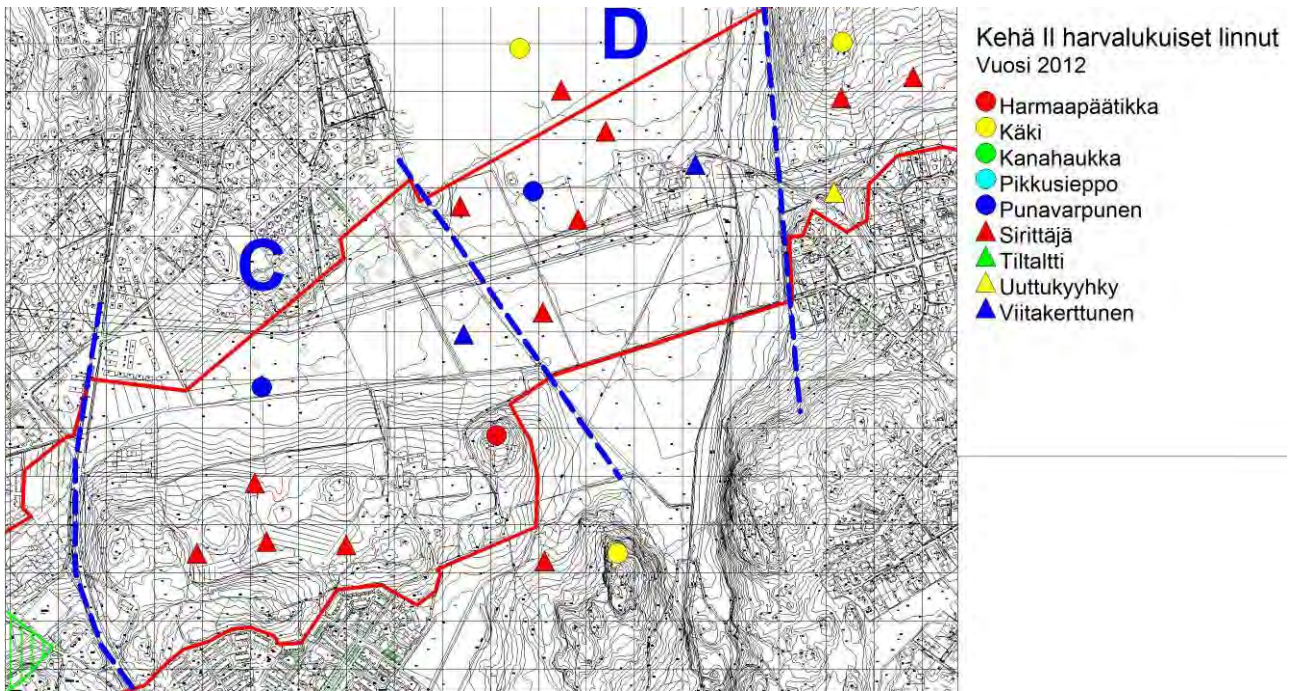 D
C
Kehä II harvalukuiset linnut
Vuosi 2012
Harmaapäätikka
Käki
Kanahaukka
Pikkusieppo
Punavarpunen
Sirittäjä
Tiltaltti
Uuttukyyhky
Viitakerttunen